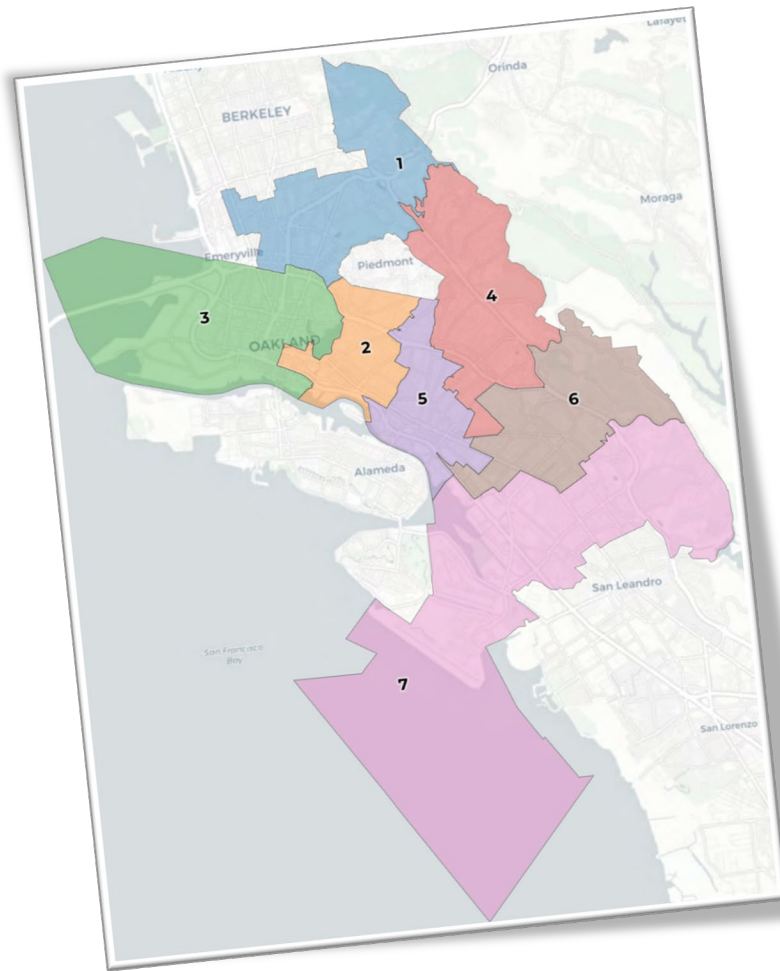 Lafayet
Orinda
BERKELEY
1
Moraga
Emeryville
Piedmont
4
3
OAKLAND
2
5
6
Alameda
San Leandro
San Francisco
Bay
7
San Lorenzo